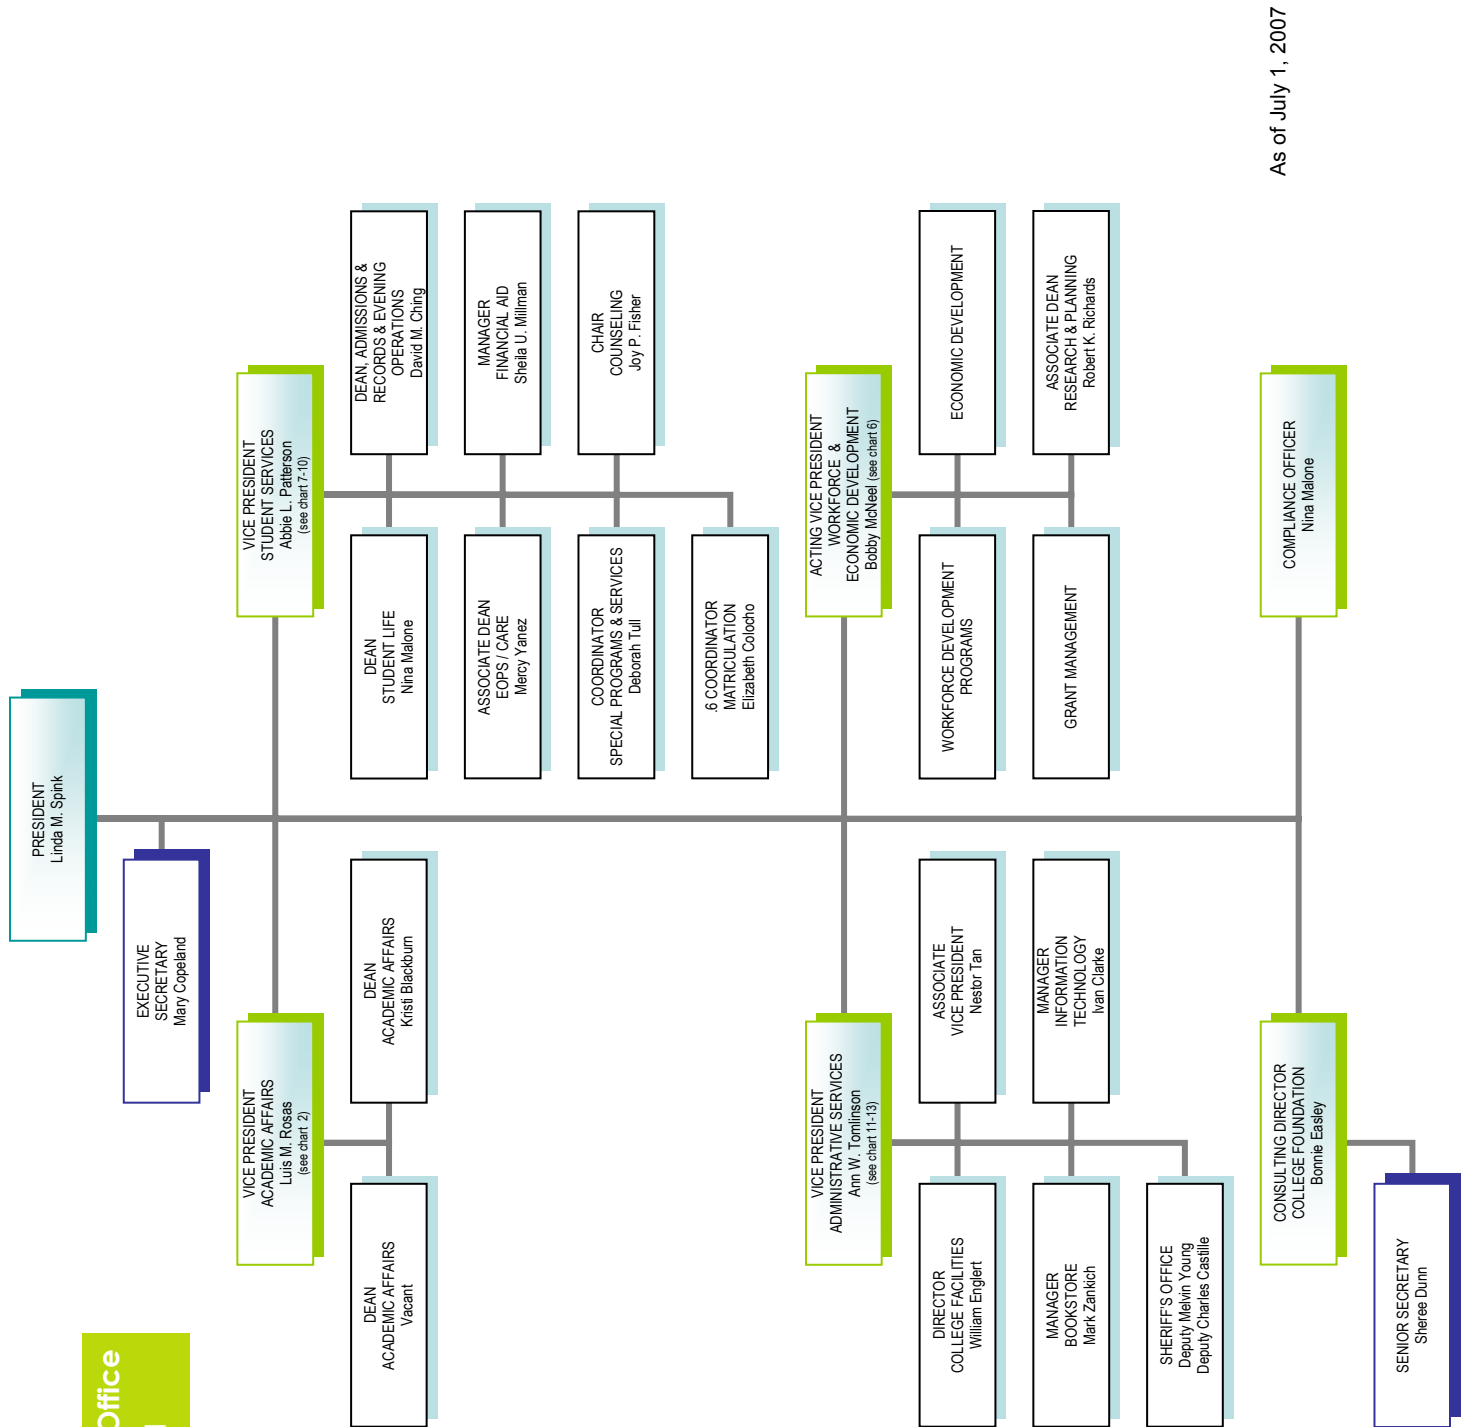 Office
PRESIDENT
Linda M. Spink
EXECUTIVE
SECRETARY
Mary Copeland
VICE PRESIDENT
ACADEMIC AFFAIRS
Luis M. Rosas
(see chart 2)
DEAN
ACADEMIC AFFAIRS
Vacant
DEAN
ACADEMIC AFFAIRS
Kristi Blackburn
VICE PRESIDENT
STUDENT SERVICES
Abbie L. Patterson
(see chart 7-10)
DEAN
STUDENT LIFE
Nina Malone
DEAN, ADMISSIONS &
RECORDS & EVENING
OPERATIONS
David M. Ching
ASSOCIATE DEAN
EOPS / CARE
Mercy Yanez
MANAGER
FINANCIAL AID
Sheila U. Millman
COORDINATOR
SPECIAL PROGRAMS & SERVICES
Deborah Tull
CHAIR
COUNSELING
Joy P. Fisher
.6 COORDINATOR
MATRICULATION
Elizabeth Colocho
VICE PRESIDENT
ADMINISTRATIVE SERVICES
Ann W. Tomlinson
(see chart 11-13)
DIRECTOR
COLLEGE FACILITIES
William Englert
ASSOCIATE
VICE PRESIDENT
Nestor Tan
MANAGER
BOOKSTORE
Mark Zankich
MANAGER
INFORMATION
TECHNOLOGY
Ivan Clarke
SHERIFF'S OFFICE
Deputy Melvin Young
Deputy Charles Castille
ACTING VICE PRESIDENT
WORKFORCE &
ECONOMIC DEVELOPMENT
Bobby McNeel (see chart 6)
WORKFORCE DEVELOPMENT
PROGRAMS
ECONOMIC DEVELOPMENT
GRANT MANAGEMENT
ASSOCIATE DEAN
RESEARCH & PLANNING
Robert K. Richards
CONSULTING DIRECTOR
COLLEGE FOUNDATION
Bonnie Easley
SENIOR SECRETARY
Sheree Dunn
COMPLIANCE OFFICER
Nina Malone
As of July 1, 2007